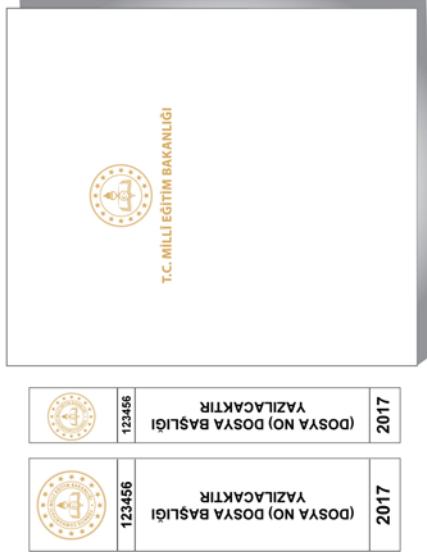 T.C. MİLLİ EĞİTİM BAKANLIĞI
123456
(DOSYA NO) DOSYA BAŞLIĞI
YAZILACAKTIR
2017
123456
(DOSYA NO) DOSYA BAŞLIĞI
YAZILACAKTIR
2017